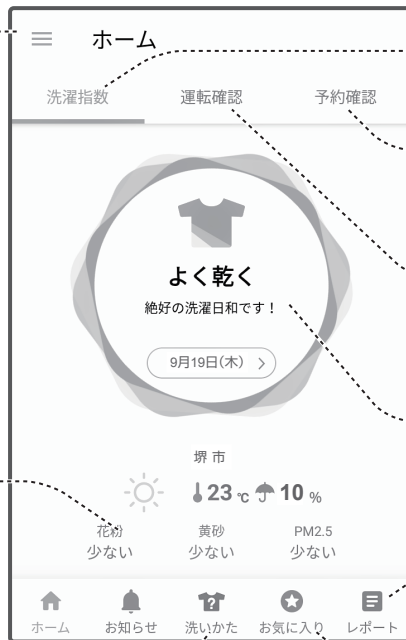 ホーム
洗濯指数 運転確認 予約確認
よく乾く
絶好の洗濯日和です！
9月19日(木)
堺市
23℃ 10%
花粉 黄砂 PM2.5
少ない 少ない 少ない
ホーム お知らせ 洗いかた お気に入り レポート